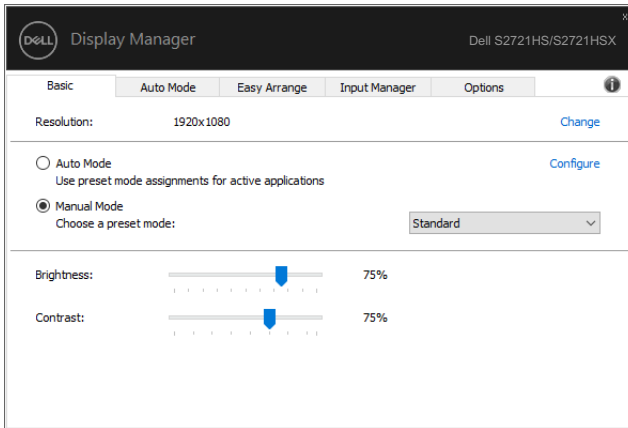 DELL Display Manager Dell S2721HS/S2721HSX x
Basic Auto Mode Easy Arrange Input Manager Options i
Resolution: 1920x1080 Change
Auto Mode Configure
Use preset mode assignments for active applications
Manual Mode
Choose a preset mode: Standard
Brightness: 75%
Contrast: 75%